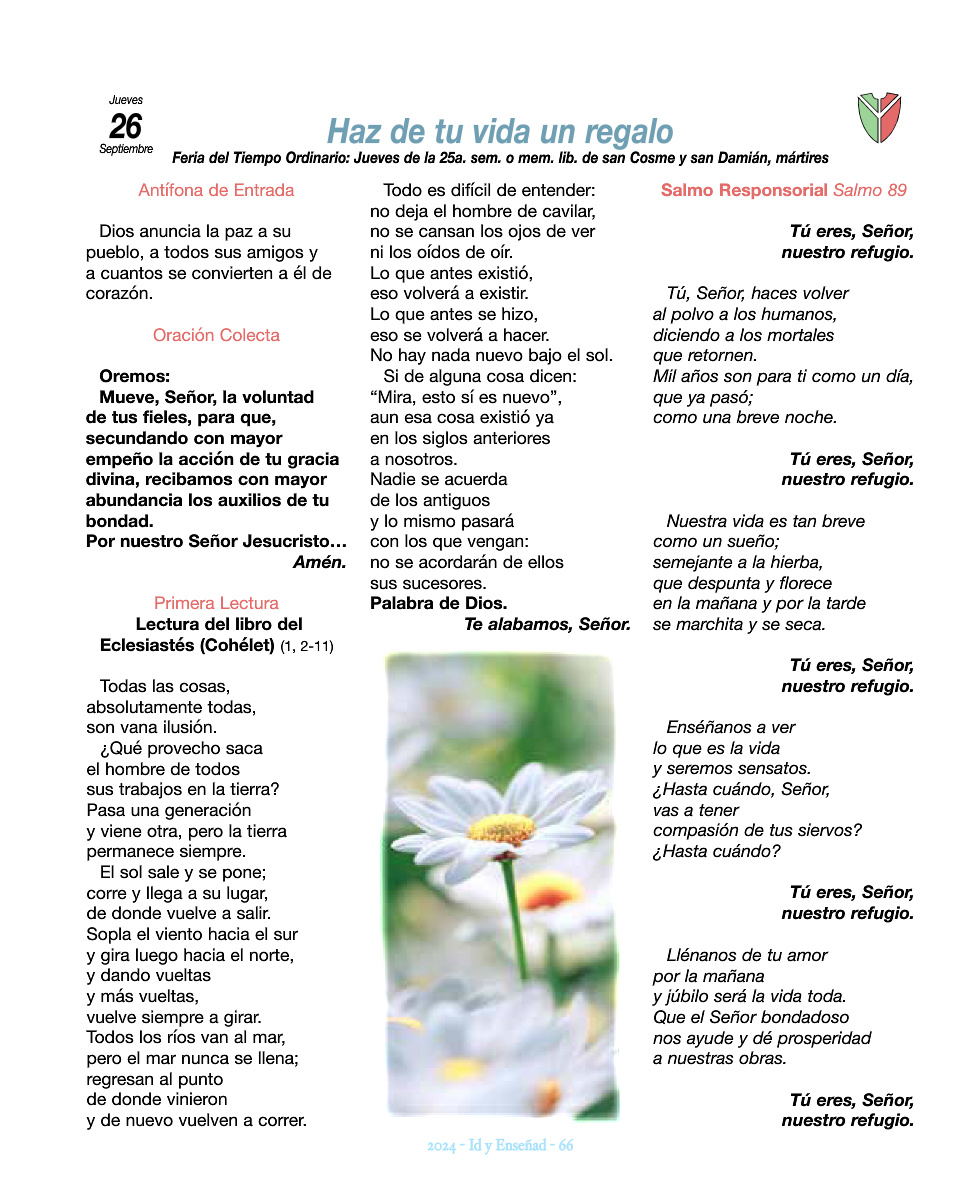 Jueves
26
Septiembre
Haz de tu vida un regalo
Feria del Tiempo Ordinario: Jueves de la 25a. sem. o mem. lib. de san Cosme y san Damián, mártires
Antífona de Entrada
Dios anuncia la paz a su
pueblo, a todos sus amigos y
a cuantos se convierten a él de
corazón.
Oración Colecta
Oremos:
Mueve, Señor, la voluntad
de tus fieles, para que,
secundando con mayor
empeño la acción de tu gracia
divina, recibamos con mayor
abundancia los auxilios de tu
bondad.
Por nuestro Señor Jesucristo…
Amén.
Primera Lectura
Lectura del libro del
Eclesiastés (Cohélet) (1, 2-11)
Todas las cosas,
absolutamente todas,
son vana ilusión.
¿Qué provecho saca
el hombre de todos
sus trabajos en la tierra?
Pasa una generación
y viene otra, pero la tierra
permanece siempre.
El sol sale y se pone;
corre y llega a su lugar,
de donde vuelve a salir.
Sopla el viento hacia el sur
y gira luego hacia el norte,
y dando vueltas
y más vueltas,
vuelve siempre a girar.
Todos los ríos van al mar,
pero el mar nunca se llena;
regresan al punto
de donde vinieron
y de nuevo vuelven a correr.
Todo es difícil de entender:
no deja el hombre de cavilar,
no se cansan los ojos de ver
ni los oídos de oír.
Lo que antes existió,
eso volverá a existir.
Lo que antes se hizo,
eso se volverá a hacer.
No hay nada nuevo bajo el sol.
Si de alguna cosa dicen:
“Mira, esto sí es nuevo”,
aun esa cosa existió ya
en los siglos anteriores
a nosotros.
Nadie se acuerda
de los antiguos
y lo mismo pasará
con los que vengan:
no se acordarán de ellos
sus sucesores.
Palabra de Dios.
Te alabamos, Señor.
Salmo Responsorial Salmo 89
Tú eres, Señor,
nuestro refugio.
Tú, Señor, haces volver
al polvo a los humanos,
diciendo a los mortales
que retornen.
Mil años son para ti como un día,
que ya pasó;
como una breve noche.
Tú eres, Señor,
nuestro refugio.
Nuestra vida es tan breve
como un sueño;
semejante a la hierba,
que despunta y florece
en la mañana y por la tarde
se marchita y se seca.
Tú eres, Señor,
nuestro refugio.
Enséñanos a ver
lo que es la vida
y seremos sensatos.
¿Hasta cuándo, Señor,
vas a tener
compasión de tus siervos?
¿Hasta cuándo?
Tú eres, Señor,
nuestro refugio.
Llénanos de tu amor
por la mañana
y júbilo será la vida toda.
Que el Señor bondadoso
nos ayude y dé prosperidad
a nuestras obras.
Tú eres, Señor,
nuestro refugio.
2024 - Id y Enseñad - 66